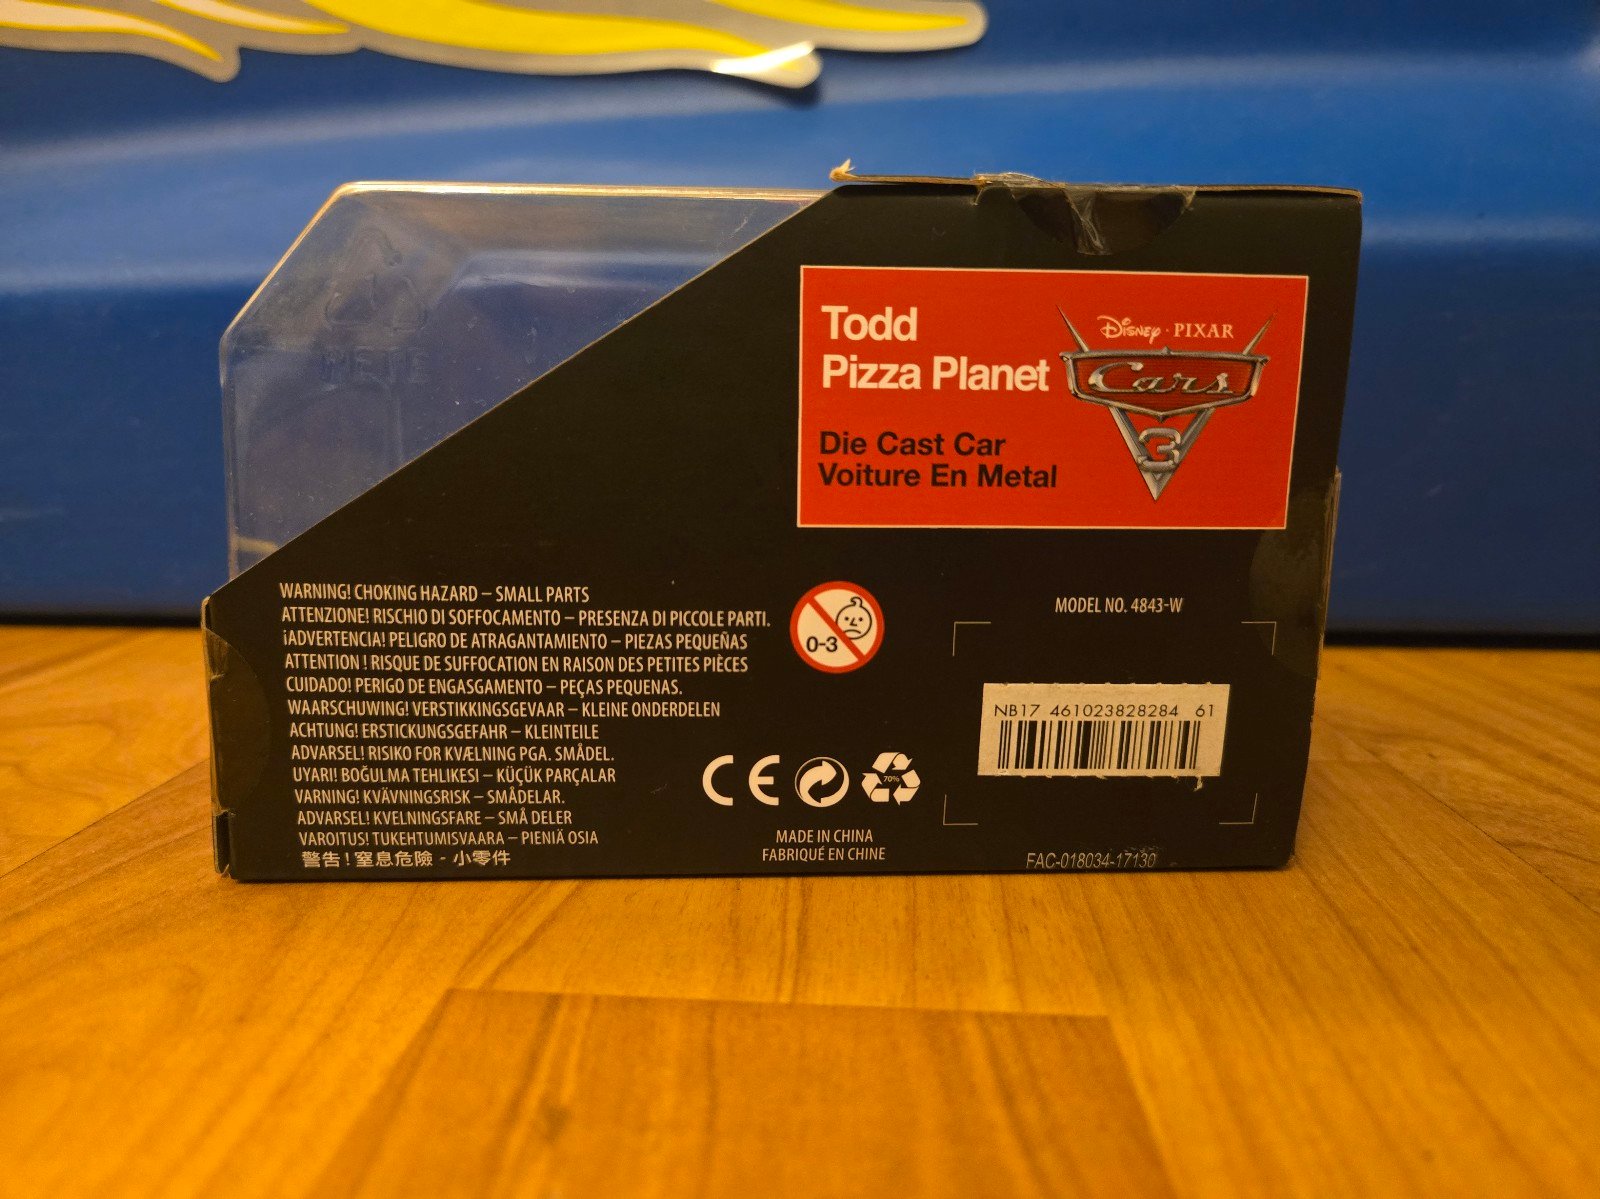 Todd
Pizza Planet
Disney · PIXAR
Cars
3
Die Cast Car
Voiture En Metal
PETE
WARNING! CHOKING HAZARD – SMALL PARTS
ATTENZIONE! RISCHIO DI SOFFOCAMENTO – PRESENZA DI PICCOLE PARTI.
¡ADVERTENCIA! PELIGRO DE ATRAGANTAMIENTO – PIEZAS PEQUEÑAS
ATTENTION ! RISQUE DE SUFFOCATION EN RAISON DES PETITES PIÈCES
CUIDADO! PERIGO DE ENGASGAMENTO – PEÇAS PEQUENAS.
WAARSCHUWING! VERSTIKKINGSGEVAAR – KLEINE ONDERDELEN
ACHTUNG! ERSTICKUNGSGEFAHR – KLEINTEILE
ADVARSEL! RISIKO FOR KVÆLNING PGA. SMÅDEL.
UYARI! BOĞULMA TEHLIKESI – KÜÇÜK PARÇALAR
VARNING! KVÄVNINGSRISK – SMÅDELAR.
ADVARSEL! KVELNINGSFARE – SMÅ DELER
VAROITUS! TUKEHTUMISVAARA – PIENIÄ OSIA
警告！窒息危險 - 小零件
0-3
CE
70%
MADE IN CHINA
FABRIQUÉ EN CHINE
MODEL NO. 4843-W
NB17 461023828284 61
FAC-018034-17130